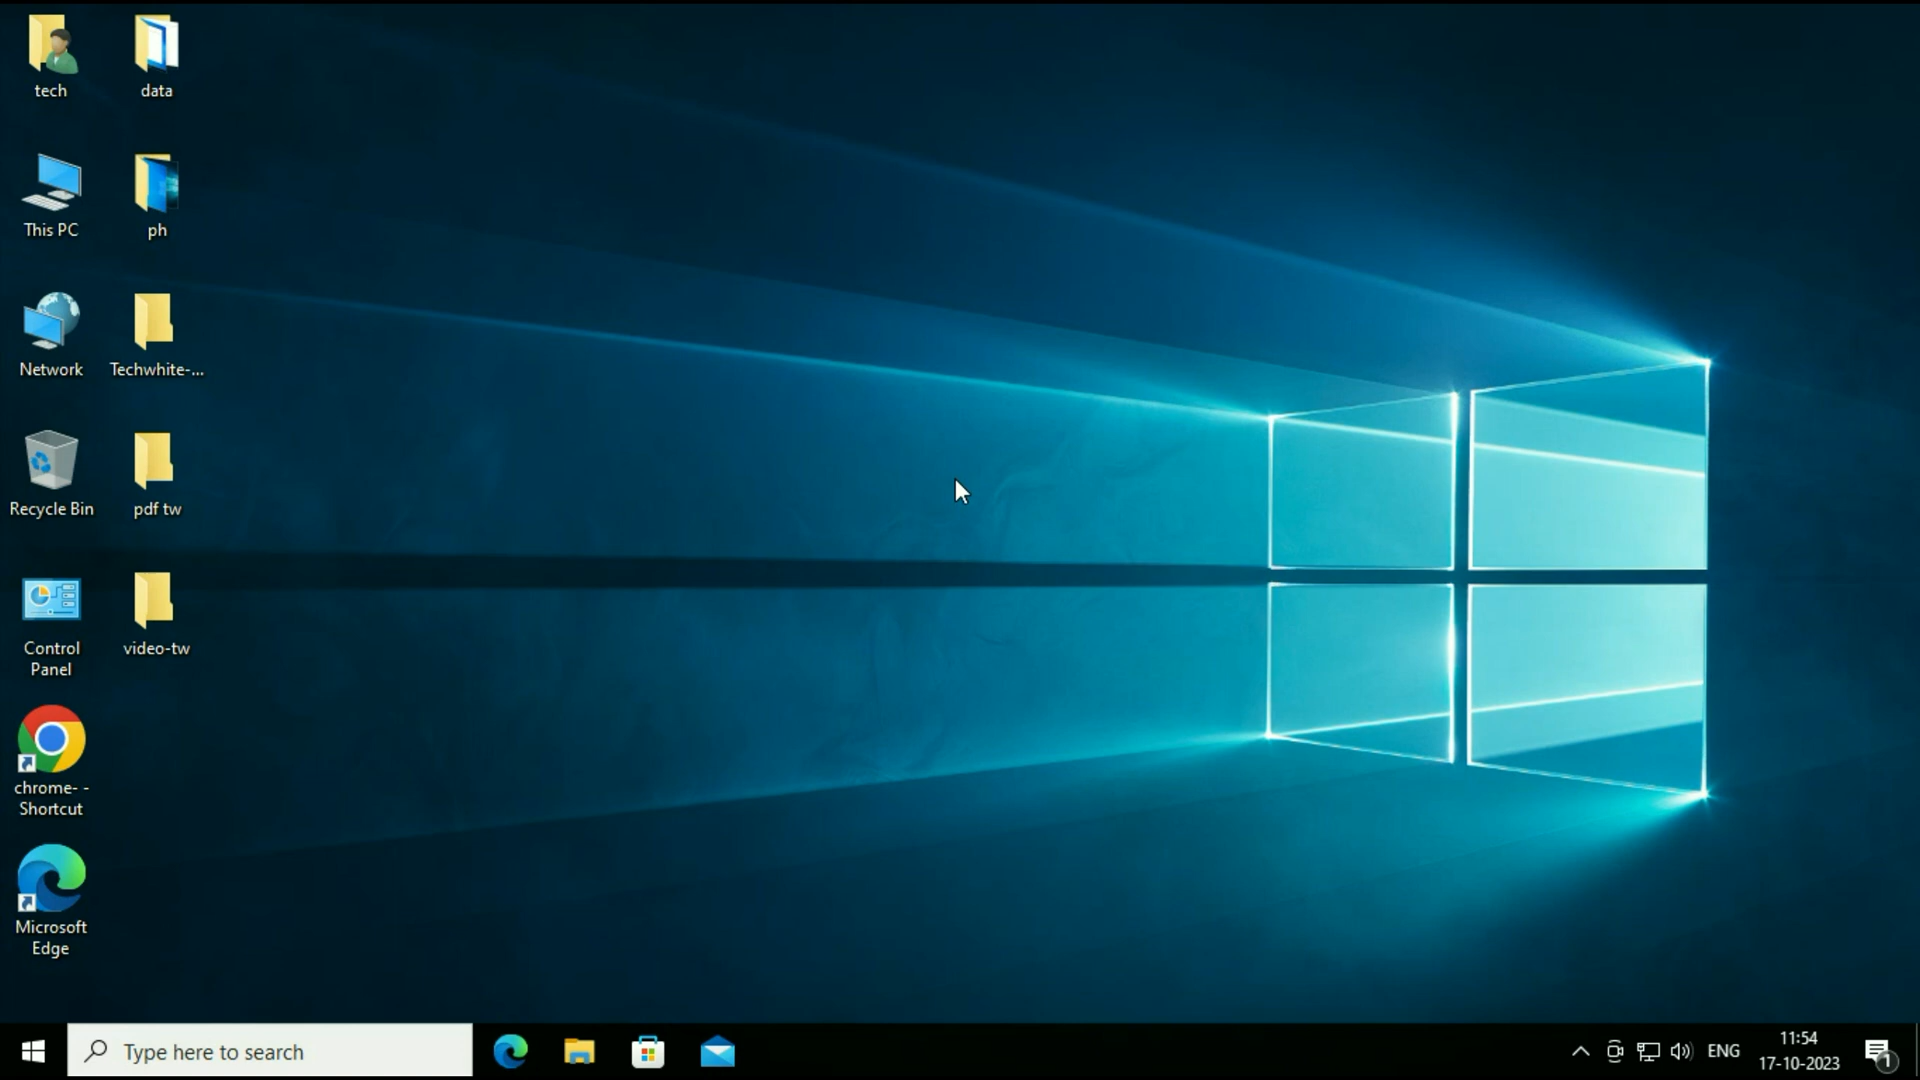 tech
data
This PC
ph
Network
Techwhite-...
Recycle Bin
pdf tw
Control
Panel
video-tw
chrome- -
Shortcut
Microsoft
Edge
Type here to search
ENG
11:54
17-10-2023
1